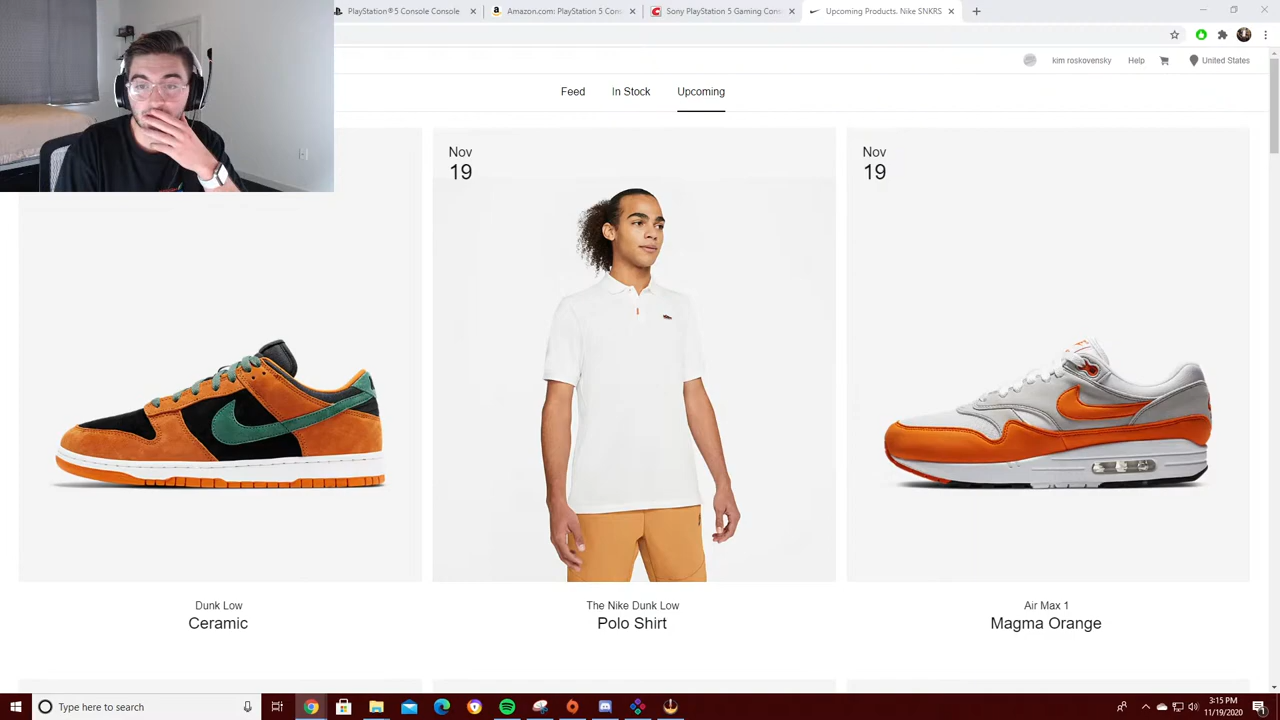 PlayStation®5 Console Console
Amazon.com: PlayStation 5 Con
Sony PlayStation 5 Gaming Cons
Upcoming Products. Nike SNKRS
kim roskovensky
Help
United States
Feed
In Stock
Upcoming
Nov
19
Nov
19
Dunk Low
Ceramic
The Nike Dunk Low
Polo Shirt
Air Max 1
Magma Orange
Type here to search
3:15 PM
11/19/2020